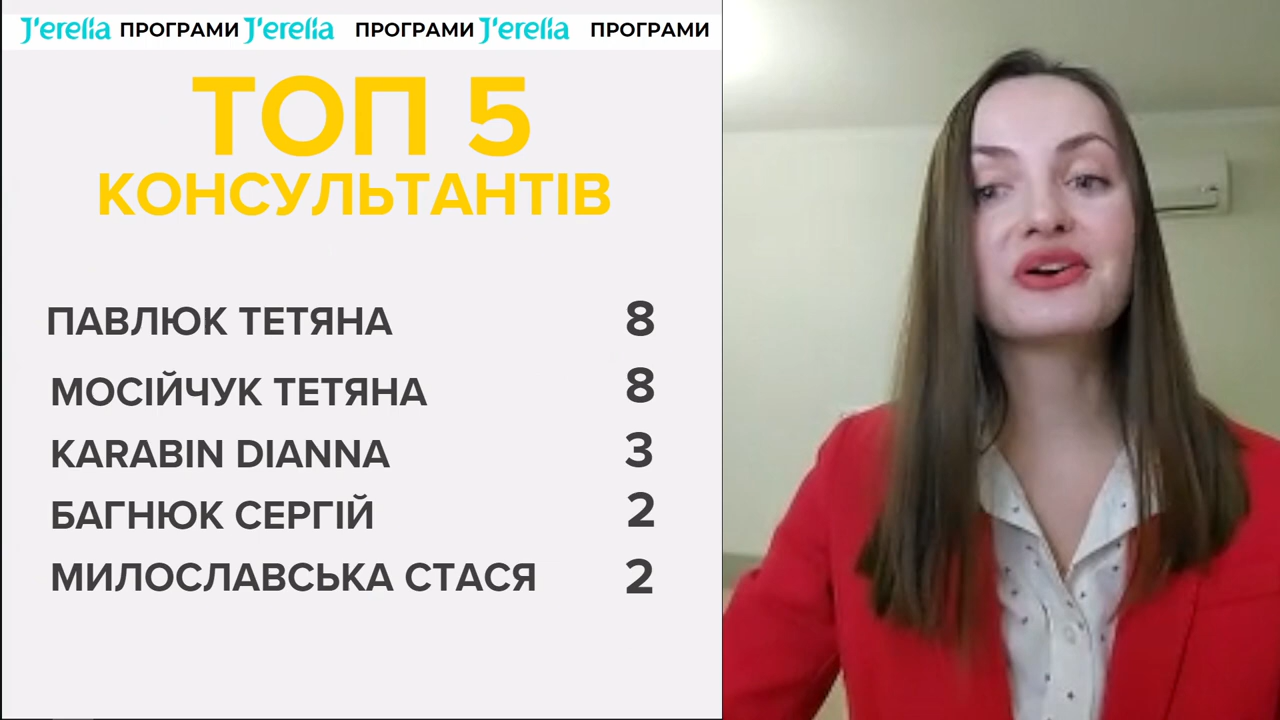 J'erelia ПРОГРАМИ J'erelia ПРОГРАМИ J'erelia ПРОГРАМИ
ТОП 5
КОНСУЛЬТАНТІВ
ПАВЛЮК ТЕТЯНА 8
МОСІЙЧУК ТЕТЯНА 8
KARABIN DIANNA 3
БАГНЮК СЕРГІЙ 2
МИЛОСЛАВСЬКА СТАСЯ 2